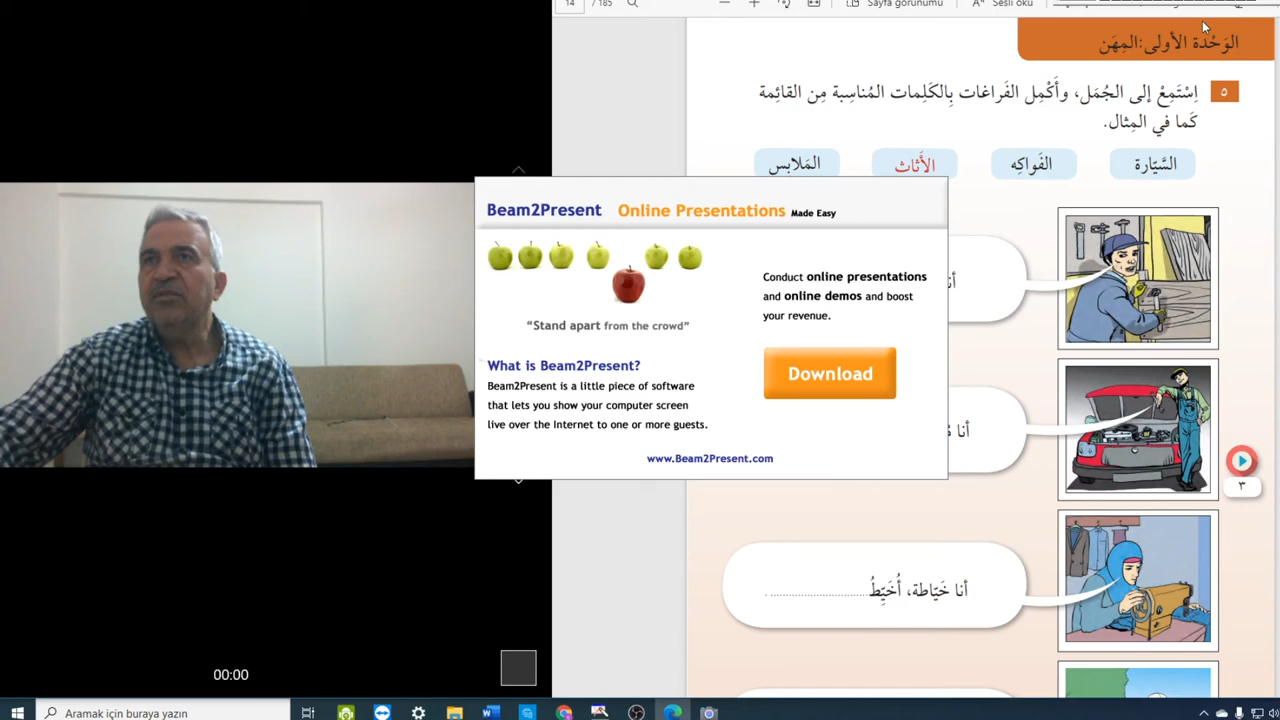 14 / 185
Sayfa görünümü
Sesli oku
الوَحْدة الأولى:المِهَن
٥ اِسْتَمِعْ إلى الجُمَل، وأَكْمِل الفَراغات بِالكَلِمات المُناسِبة مِن القائِمة
كَما في المِثال.
السَّيّارة الفَواكِه الأَثاث المَلابِس
Beam2Present Online Presentations Made Easy
Conduct online presentations
and online demos and boost
your revenue.
"Stand apart from the crowd"
Download
What is Beam2Present?
Beam2Present is a little piece of software
that lets you show your computer screen
live over the Internet to one or more guests.
www.Beam2Present.com
أنا
٣
أنا خَيّاطة، أُخَيِّطُ .......................... .
00:00
Aramak için buraya yazın